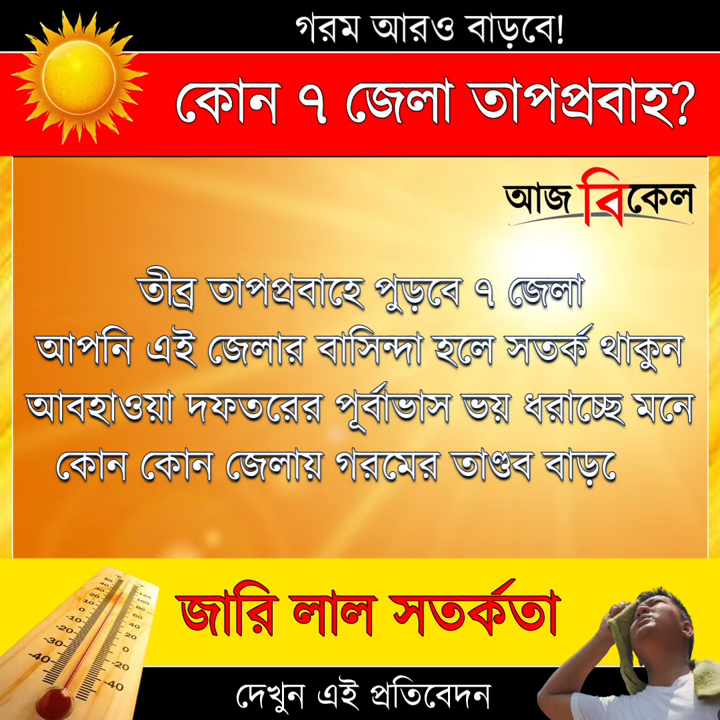 গরম আরও বাড়বে!
কোন ৭ জেলা তাপপ্রবাহ?
আজ বিকেল
তীব্র তাপপ্রবাহে পুড়বে ৭ জেলা
আপনি এই জেলার বাসিন্দা হলে সতর্ক থাকুন
আবহাওয়া দফতরের পূর্বাভাস ভয় ধরাচ্ছে মনে
কোন কোন জেলায় গরমের তাণ্ডব
জারি লাল সতর্কতা
দেখুন এই প্রতিবেদন